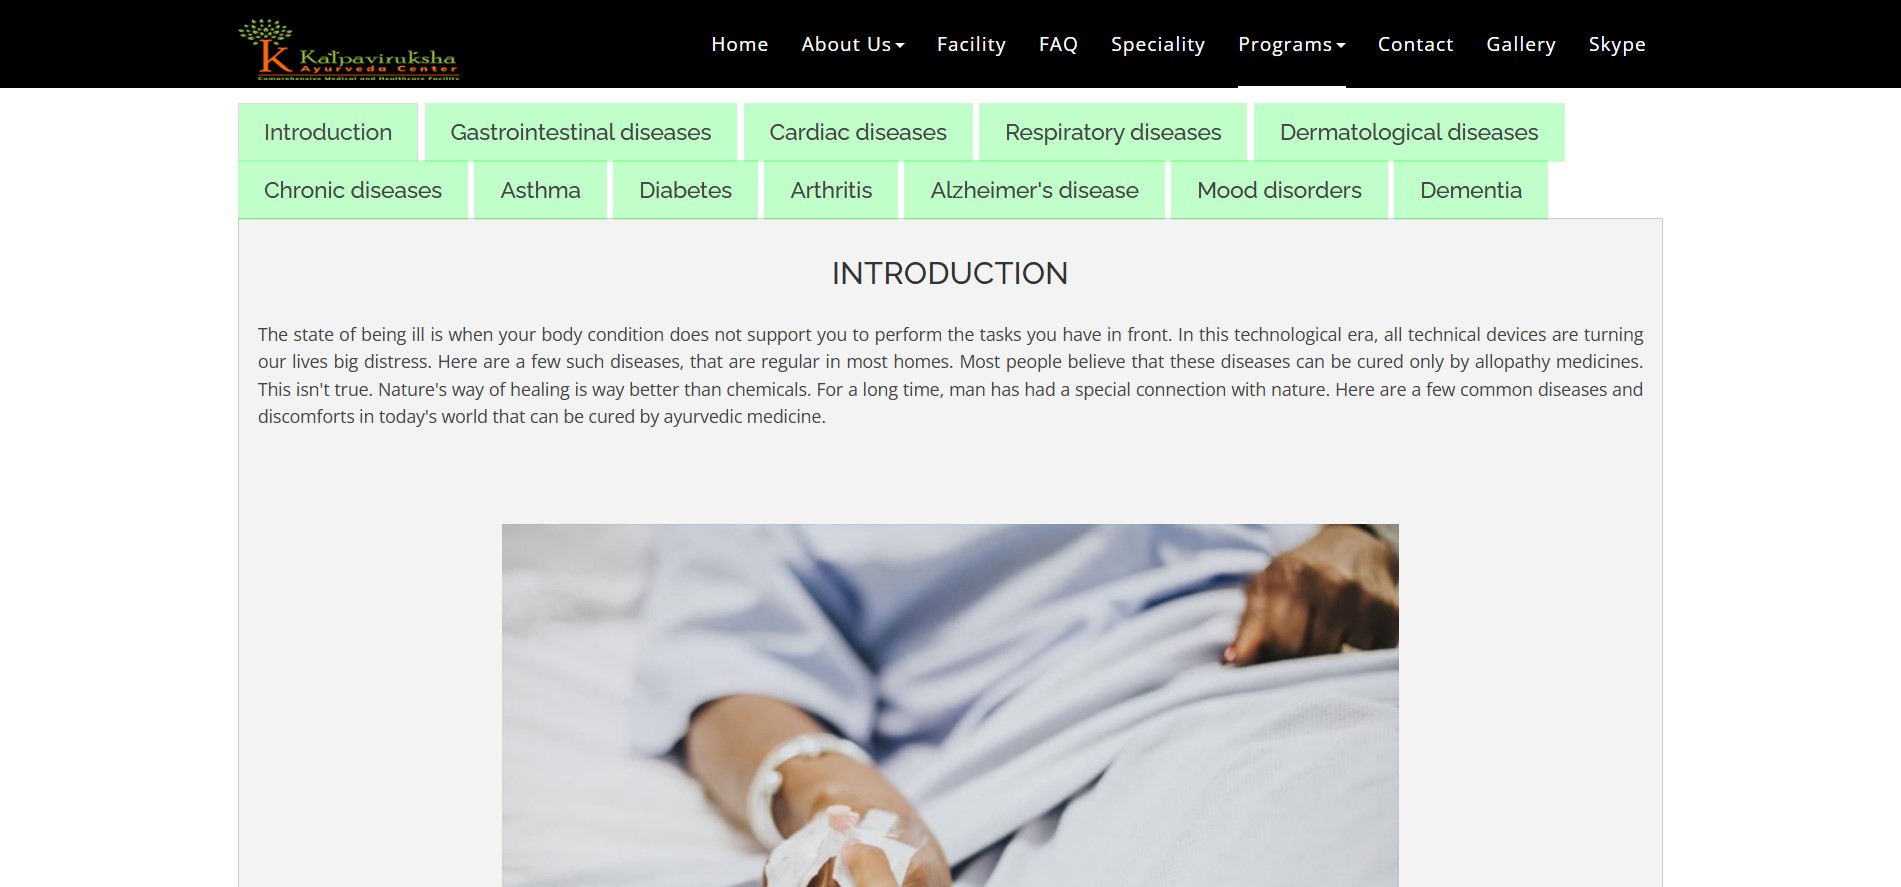 Kalpaviruksha
Ayurveda Center
Comprehensive Medical and Healthcare Facility
Home About Us Facility FAQ Speciality Programs Contact Gallery Skype
Introduction Gastrointestinal diseases Cardiac diseases Respiratory diseases Dermatological diseases
Chronic diseases Asthma Diabetes Arthritis Alzheimer's disease Mood disorders Dementia
INTRODUCTION
The state of being ill is when your body condition does not support you to perform the tasks you have in front. In this technological era, all technical devices are turning
our lives big distress. Here are a few such diseases, that are regular in most homes. Most people believe that these diseases can be cured only by allopathy medicines.
This isn't true. Nature's way of healing is way better than chemicals. For a long time, man has had a special connection with nature. Here are a few common diseases and
discomforts in today's world that can be cured by ayurvedic medicine.